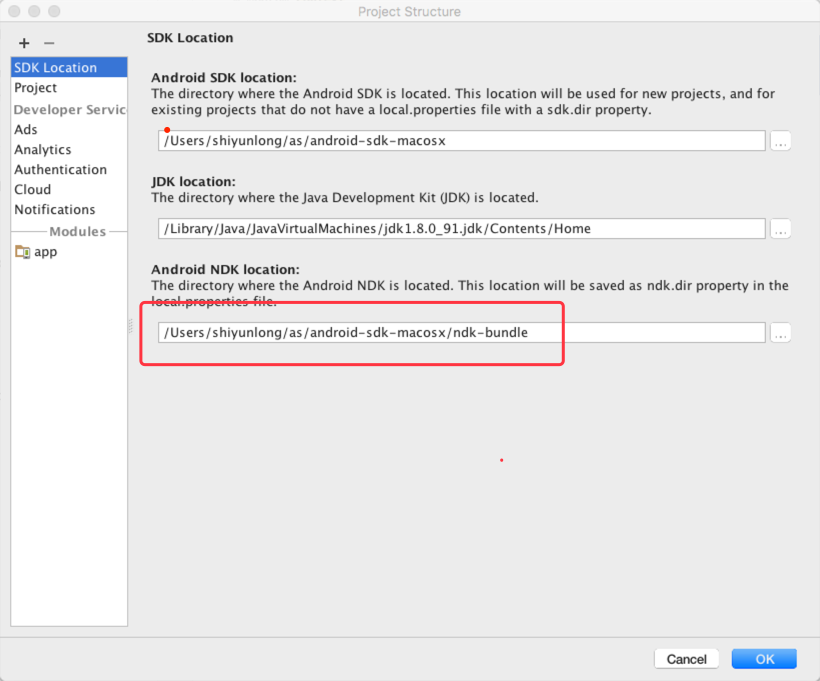 Project Structure
SDK Location
Project
Developer Servic
Ads
Analytics
Authentication
Cloud
Notifications
Modules
app
SDK Location
Android SDK location:
The directory where the Android SDK is located. This location will be used for new projects, and for
existing projects that do not have a local.properties file with a sdk.dir property.
/Users/shiyunlong/as/android-sdk-macosx
...
JDK location:
The directory where the Java Development Kit (JDK) is located.
/Library/Java/JavaVirtualMachines/jdk1.8.0_91.jdk/Contents/Home
...
Android NDK location:
The directory where the Android NDK is located. This location will be saved as ndk.dir property in the
local.properties file.
/Users/shiyunlong/as/android-sdk-macosx/ndk-bundle
...
Cancel
OK